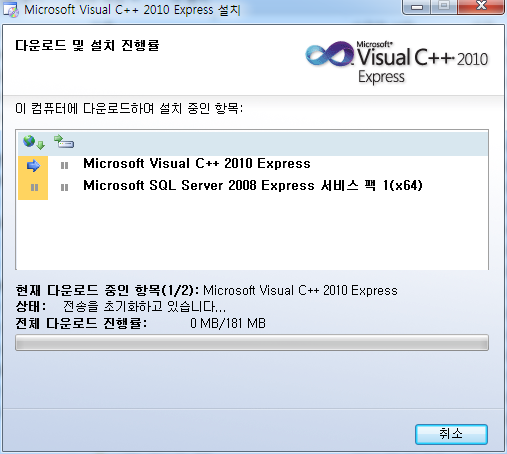 Microsoft Visual C++ 2010 Express 설치
다운로드 및 설치 진행률
Microsoft®
Visual C++ 2010
Express
이 컴퓨터에 다운로드하여 설치 중인 항목:
Microsoft Visual C++ 2010 Express
Microsoft SQL Server 2008 Express 서비스 팩 1(x64)
현재 다운로드 중인 항목(1/2): Microsoft Visual C++ 2010 Express
상태: 전송을 초기화하고 있습니다...
전체 다운로드 진행률: 0 MB/181 MB
취소